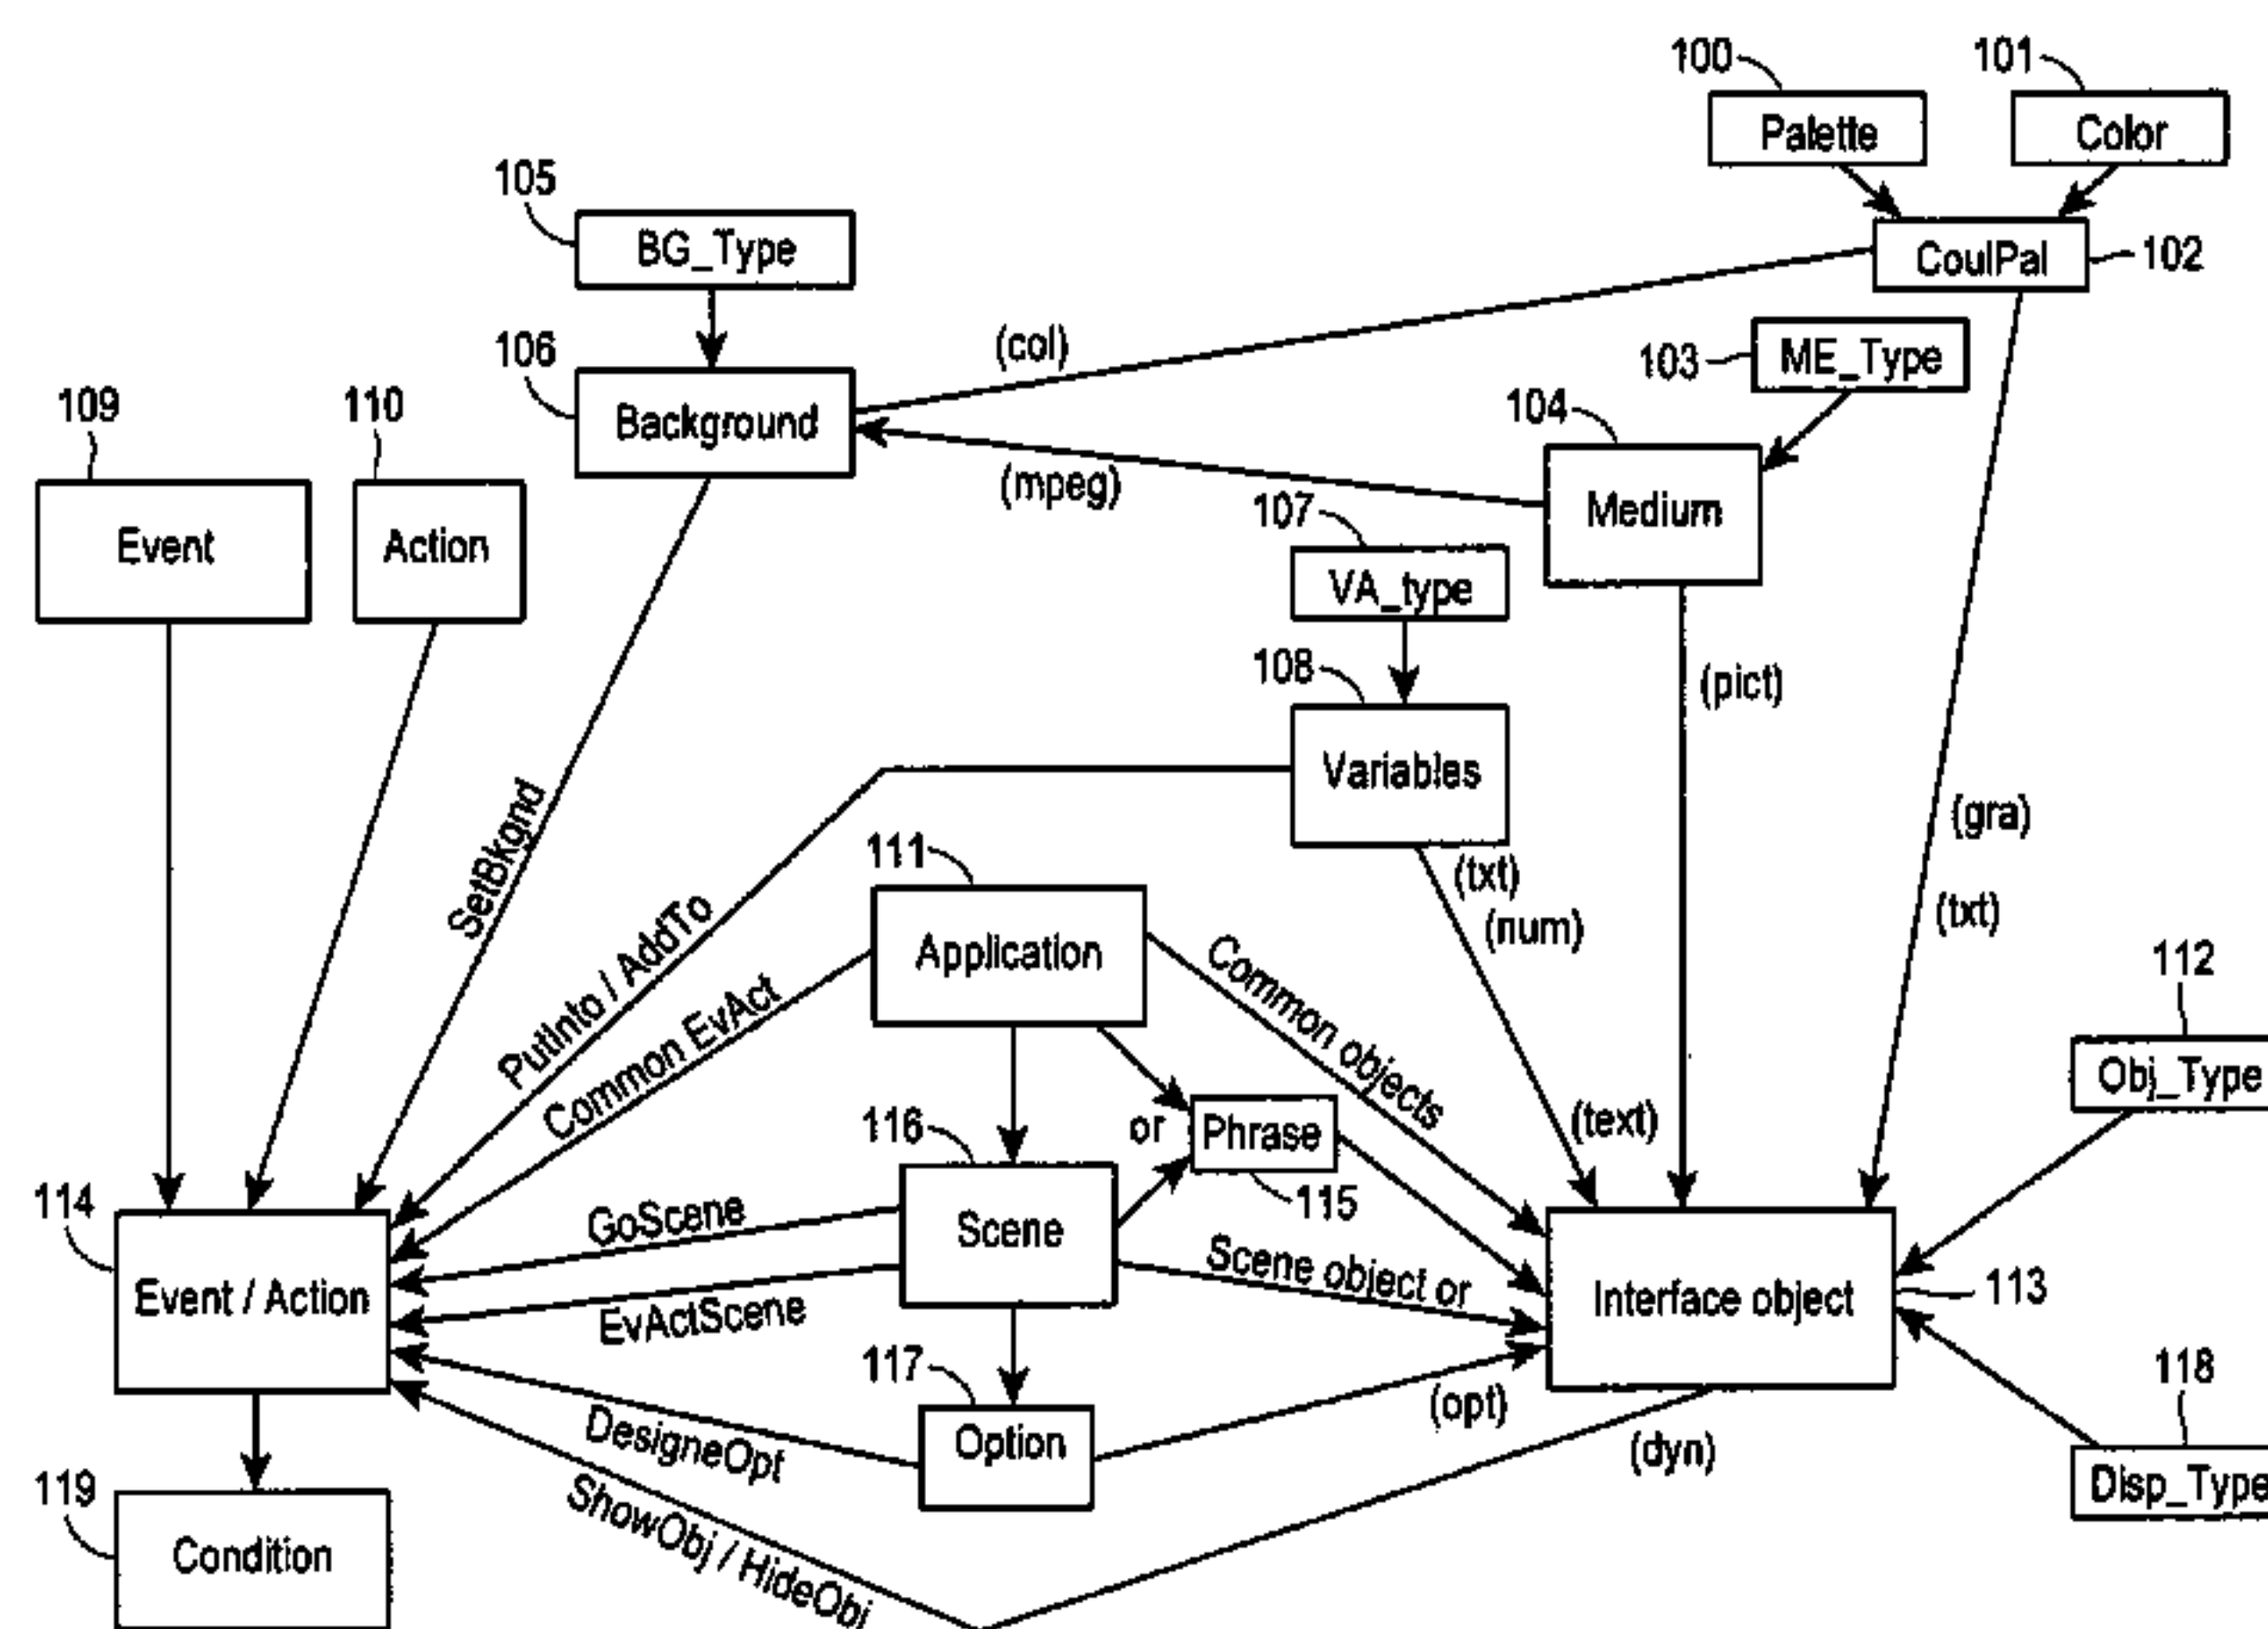 100
101
Palette
Color
105
BG_Type
CoulPal
102
106
(col)
103
ME_Type
109
110
Background
104
(mpeg)
Medium
107
Event
Action
VA_type
108
(pict)
Variables
SetBkgnd
(gra)
111
(txt)
(txt)
Application
(num)
PutInto / AddTo
Common EvAct
Common objects
112
Obj_Type
116
or
Phrase
(text)
114
115
GoScene
Scene
Scene object or
Event / Action
EvActScene
Interface object
113
117
118
(opt)
DesigneOpt
Option
(dyn)
119
Disp_Type
ShowObj / HideObj
Condition